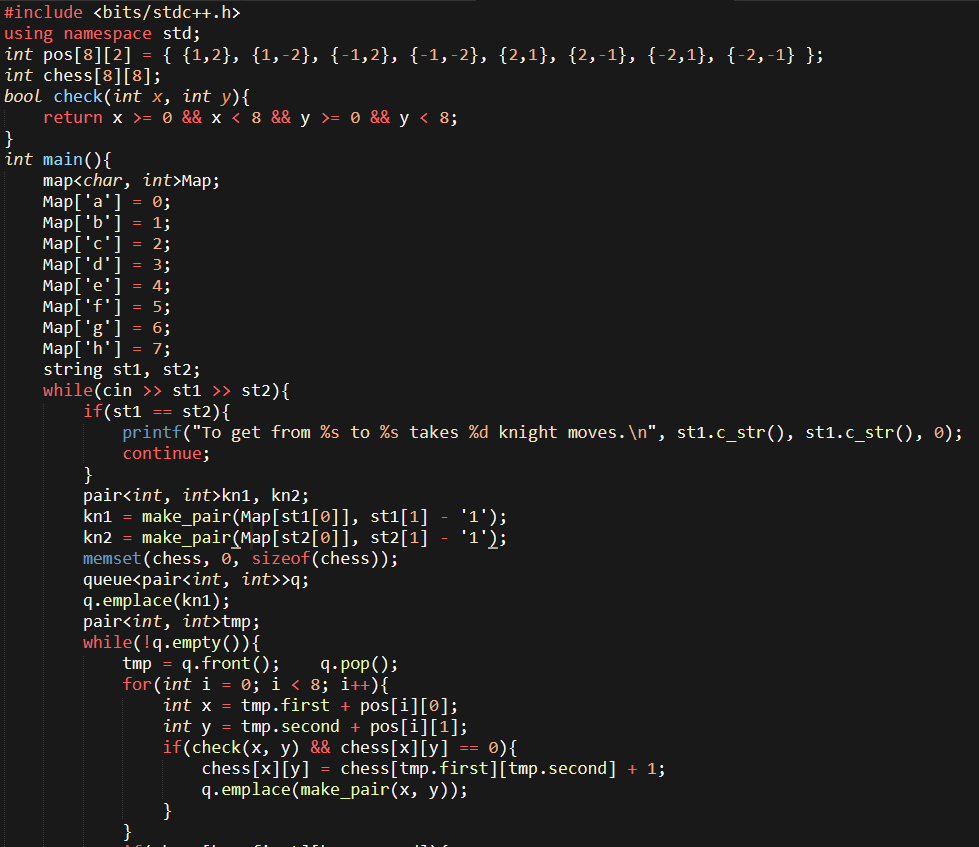 #include <bits/stdc++.h>
using namespace std;
int pos[8][2] = { {1,2}, {1,-2}, {-1,2}, {-1,-2}, {2,1}, {2,-1}, {-2,1}, {-2,-1} };
int chess[8][8];
bool check(int x, int y){
    return x >= 0 && x < 8 && y >= 0 && y < 8;
}
int main(){
    map<char, int>Map;
    Map['a'] = 0;
    Map['b'] = 1;
    Map['c'] = 2;
    Map['d'] = 3;
    Map['e'] = 4;
    Map['f'] = 5;
    Map['g'] = 6;
    Map['h'] = 7;
    string st1, st2;
    while(cin >> st1 >> st2){
        if(st1 == st2){
            printf("To get from %s to %s takes %d knight moves.\n", st1.c_str(), st1.c_str(), 0);
            continue;
        }
        pair<int, int>kn1, kn2;
        kn1 = make_pair(Map[st1[0]], st1[1] - '1');
        kn2 = make_pair(Map[st2[0]], st2[1] - '1');
        memset(chess, 0, sizeof(chess));
        queue<pair<int, int>>q;
        q.emplace(kn1);
        pair<int, int>tmp;
        while(!q.empty()){
            tmp = q.front();    q.pop();
            for(int i = 0; i < 8; i++){
                int x = tmp.first + pos[i][0];
                int y = tmp.second + pos[i][1];
                if(check(x, y) && chess[x][y] == 0){
                    chess[x][y] = chess[tmp.first][tmp.second] + 1;
                    q.emplace(make_pair(x, y));
                }
            }